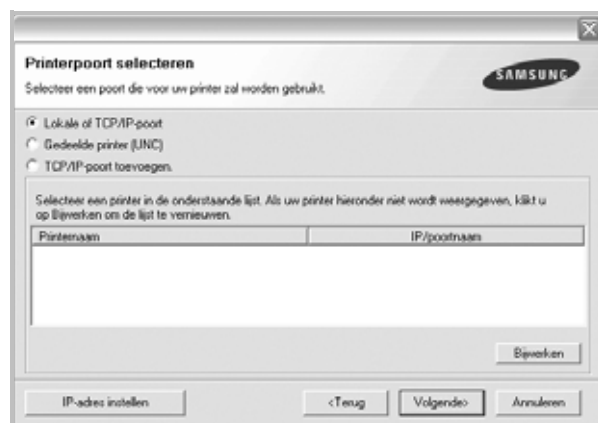 Printerpoort selecteren
SAMSUNG
Selecteer een poort die voor uw printer zal worden gebruikt.
Lokale of TCP/IP-poort
Gedeelde printer (UNC)
TCP/IP-poort toevoegen.
Selecteer een printer in de onderstaande lijst. Als uw printer hieronder niet wordt weergegeven, klikt u
op Bijwerken om de lijst te vernieuwen.
Printernaam IP/poortnaam
Bijwerken
IP-adres instellen <Terug Volgende> Annuleren